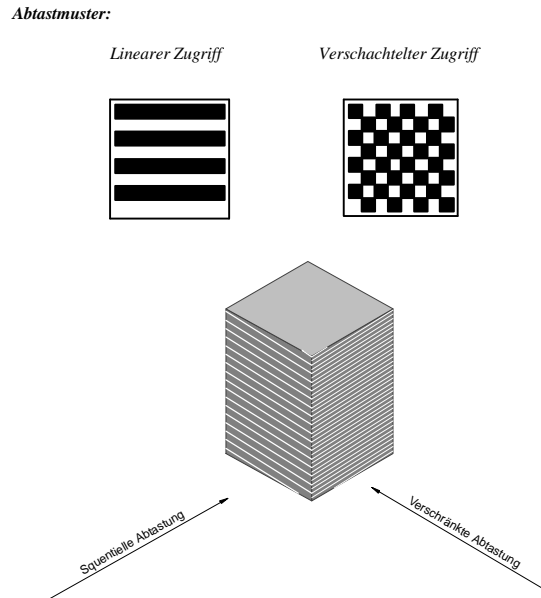 Abtastmuster:
Linearer Zugriff
Verschachtelter Zugriff
Squentielle Abtastung
Verschränkte Abtastung